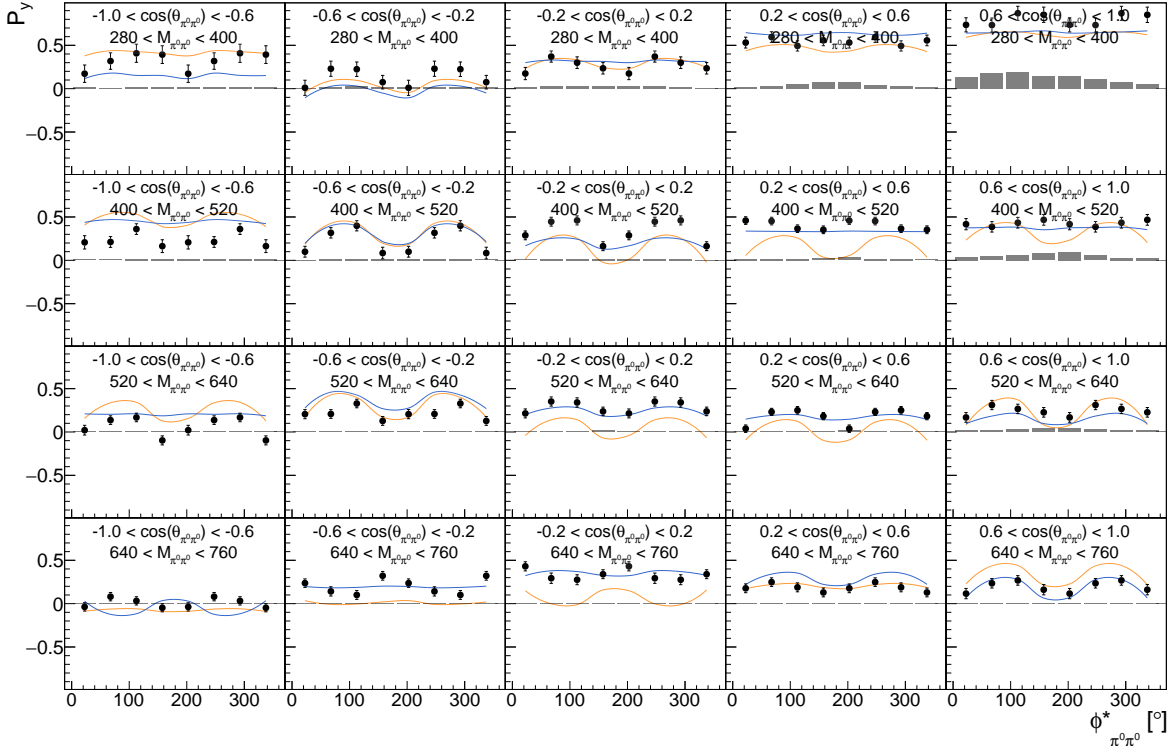 P_y
-1.0 < cos(θ_π⁰π⁰) < -0.6
280 < M_π⁰π⁰ < 400
-0.6 < cos(θ_π⁰π⁰) < -0.2
280 < M_π⁰π⁰ < 400
-0.2 < cos(θ_π⁰π⁰) < 0.2
280 < M_π⁰π⁰ < 400
0.2 < cos(θ_π⁰π⁰) < 0.6
280 < M_π⁰π⁰ < 400
0.6 < cos(θ_π⁰π⁰) < 1.0
280 < M_π⁰π⁰ < 400
0.5
0
−0.5
-1.0 < cos(θ_π⁰π⁰) < -0.6
400 < M_π⁰π⁰ < 520
-0.6 < cos(θ_π⁰π⁰) < -0.2
400 < M_π⁰π⁰ < 520
-0.2 < cos(θ_π⁰π⁰) < 0.2
400 < M_π⁰π⁰ < 520
0.2 < cos(θ_π⁰π⁰) < 0.6
400 < M_π⁰π⁰ < 520
0.6 < cos(θ_π⁰π⁰) < 1.0
400 < M_π⁰π⁰ < 520
0.5
0
−0.5
-1.0 < cos(θ_π⁰π⁰) < -0.6
520 < M_π⁰π⁰ < 640
-0.6 < cos(θ_π⁰π⁰) < -0.2
520 < M_π⁰π⁰ < 640
-0.2 < cos(θ_π⁰π⁰) < 0.2
520 < M_π⁰π⁰ < 640
0.2 < cos(θ_π⁰π⁰) < 0.6
520 < M_π⁰π⁰ < 640
0.6 < cos(θ_π⁰π⁰) < 1.0
520 < M_π⁰π⁰ < 640
0.5
0
−0.5
-1.0 < cos(θ_π⁰π⁰) < -0.6
640 < M_π⁰π⁰ < 760
-0.6 < cos(θ_π⁰π⁰) < -0.2
640 < M_π⁰π⁰ < 760
-0.2 < cos(θ_π⁰π⁰) < 0.2
640 < M_π⁰π⁰ < 760
0.2 < cos(θ_π⁰π⁰) < 0.6
640 < M_π⁰π⁰ < 760
0.6 < cos(θ_π⁰π⁰) < 1.0
640 < M_π⁰π⁰ < 760
0.5
0
−0.5
0 100 200 300
0 100 200 300
0 100 200 300
0 100 200 300
0 100 200 300
ϕ*_π⁰π⁰ [°]